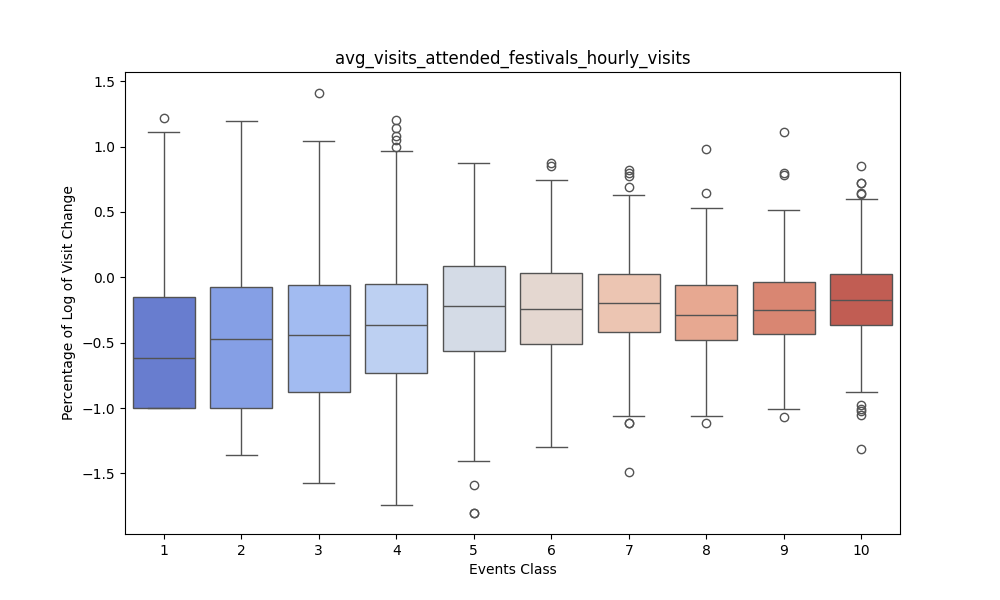 avg_visits_attended_festivals_hourly_visits
Percentage of Log of Visit Change
1.5
1.0
0.5
0.0
−0.5
−1.0
−1.5
1 2 3 4 5 6 7 8 9 10
Events Class